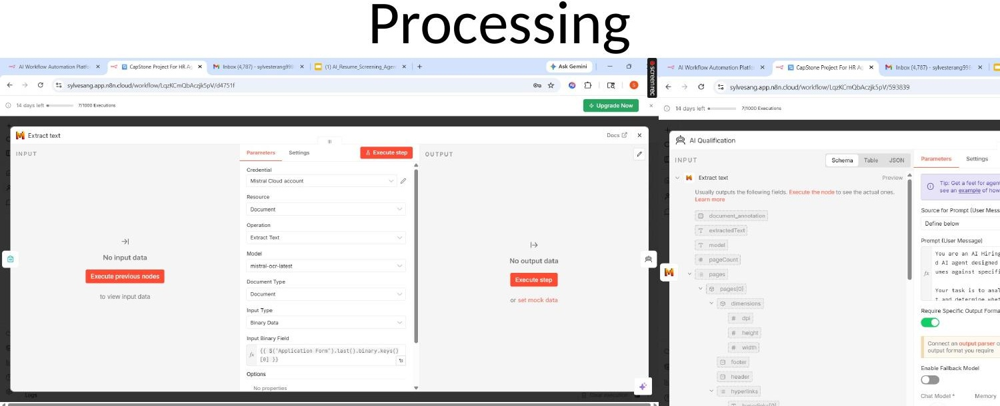 Processing
AI Workflow Automation Platfo
CapStone Project For HR Ag
Inbox (4,787) - sylvesterang998
(1) AI_Resume_Screening_Agen
Ask Gemini
sylvesang.app.n8n.cloud/workflow/LqzKCmQbAczjk5pV/d4751f
S
14 days left
7/1000 Executions
Upgrade Now
Extract text
Docs
INPUT
No input data
Execute previous nodes
to view input data
Parameters
Settings
Execute step
Credential
Mistral Cloud account
Resource
Document
Operation
Extract Text
Model
mistral-ocr-latest
Document Type
Document
Input Type
Binary Data
Input Binary Field
fx
{{ $('Application Form').last().binary.keys()
[0] }}
Options
No properties
OUTPUT
No output data
Execute step
or set mock data
Logs
Clear execution
screenrec
AI Workflow Automation Platfo
CapStone Project For HR Ag
Inbox (4,787) - sylvesterang998
sylvesang.app.n8n.cloud/workflow/LqzKCmQbAczjk5pV/593839
14 days left
7/1000 Executions
AI Qualification
INPUT
Schema
Table
JSON
Extract text
Preview
Usually outputs the following fields. Execute the node to see the actual ones.
Learn more
document_annotation
T extractedText
T model
# pageCount
pages
pages[0]
dimensions
# dpi
# height
# width
footer
header
hyperlinks
T hyperlinks[0]
Parameters
Settings
Tip: Get a feel for agen
see an example of how
Source for Prompt (User Mess
Define below
Prompt (User Message)
fx
You are an AI Hiring
d AI agent designed
umes against specifi
Your task is to anal
t and determine whet
Require Specific Output Forma
Connect an output parser o
output format you require
Enable Fallback Model
Chat Model *
Memory